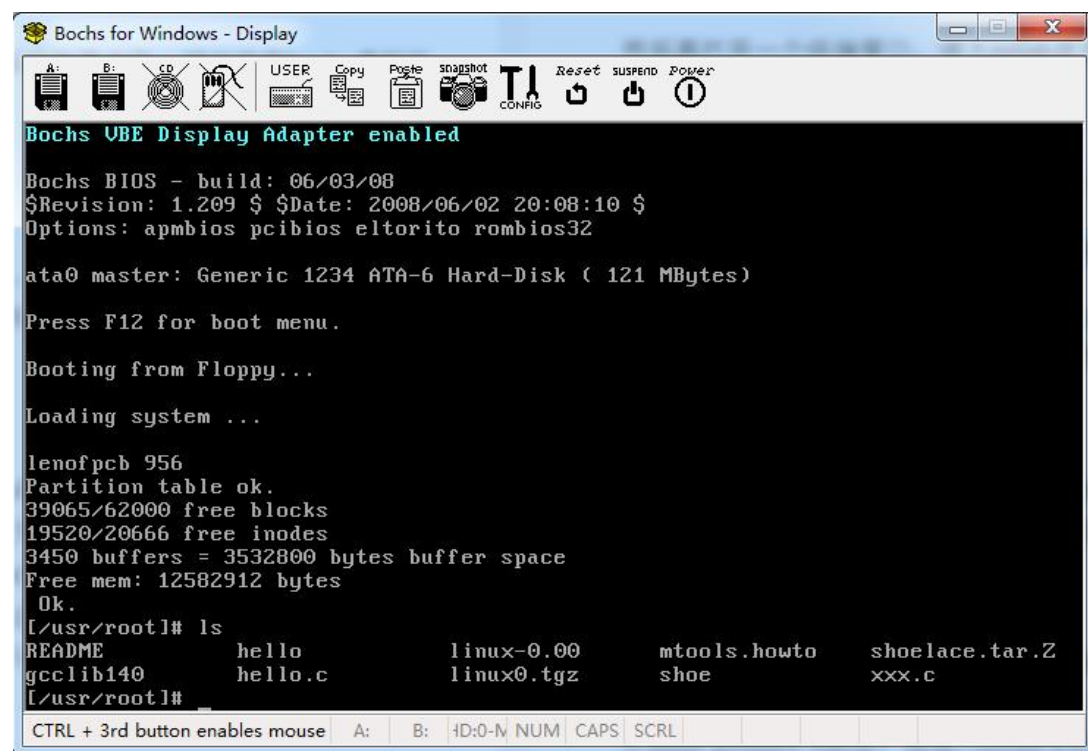 Bochs for Windows - Display
A: B: CD USER Copy Paste snapshot CONFIG Reset SUSPEND Power
Bochs VBE Display Adapter enabled
Bochs BIOS - build: 06/03/08
$Revision: 1.209 $ $Date: 2008/06/02 20:08:10 $
Options: apmbios pcibios eltorito rombios32
ata0 master: Generic 1234 ATA-6 Hard-Disk ( 121 MBytes)
Press F12 for boot menu.
Booting from Floppy...
Loading system ...
lenofpcb 956
Partition table ok.
39065/62000 free blocks
19520/20666 free inodes
3450 buffers = 3532800 bytes buffer space
Free mem: 12582912 bytes
Ok.
[/usr/root]# ls
README hello linux-0.00 mtools.howto shoelace.tar.Z
gcclib140 hello.c linux0.tgz shoe xxx.c
[/usr/root]# _
CTRL + 3rd button enables mouse A: B: HD:0-M NUM CAPS SCRL